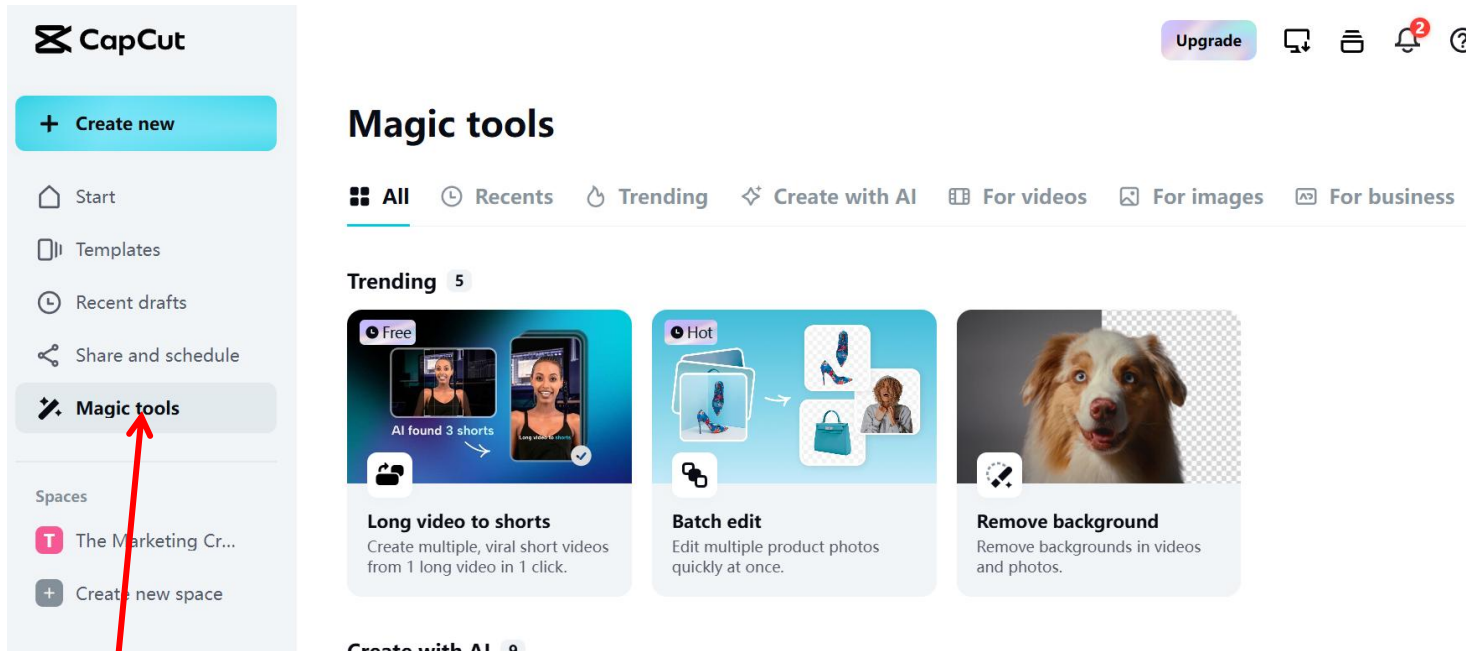 CapCut
Upgrade
2
Create new
Start
Templates
Recent drafts
Share and schedule
Magic tools
Spaces
T
The Marketing Cr...
Create new space
Magic tools
All
Recents
Trending
Create with AI
For videos
For images
For business
Trending 5
Free
AI found 3 shorts
Long video to shorts
Long video to shorts
Create multiple, viral short videos
from 1 long video in 1 click.
Hot
Batch edit
Edit multiple product photos
quickly at once.
Remove background
Remove backgrounds in videos
and photos.
Create with AI 9